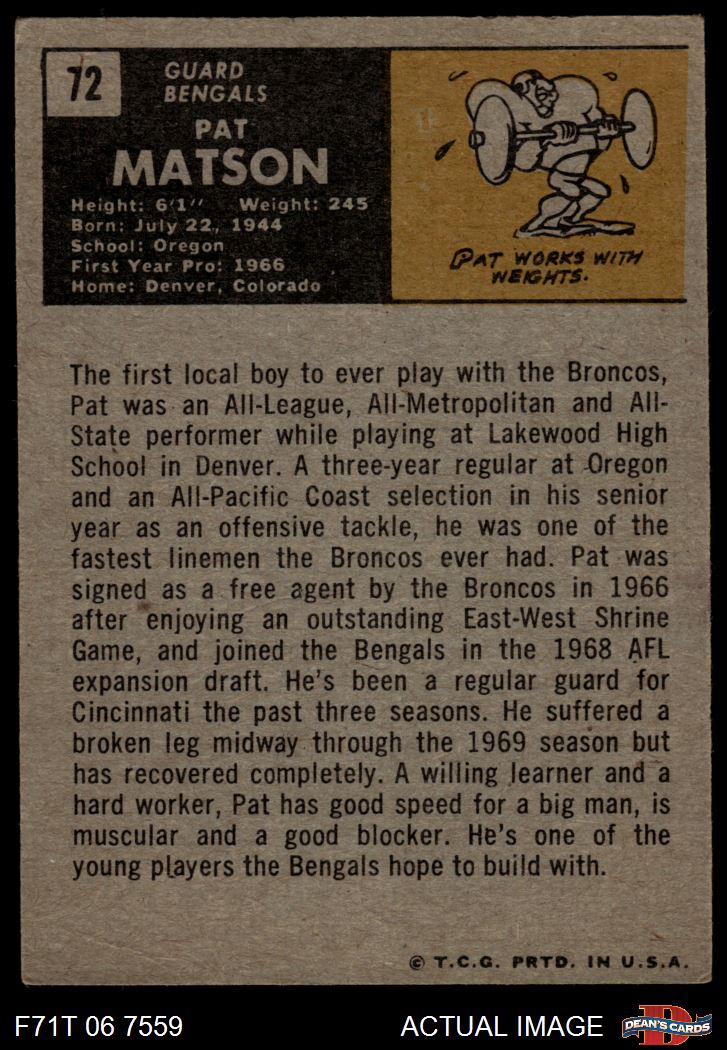 72
GUARD
BENGALS
PAT
MATSON
Height: 6'1" Weight: 245
Born: July 22, 1944
School: Oregon
First Year Pro: 1966
Home: Denver, Colorado
PAT WORKS WITH
WEIGHTS.
The first local boy to ever play with the Broncos,
Pat was an All-League, All-Metropolitan and All-
State performer while playing at Lakewood High
School in Denver. A three-year regular at Oregon
and an All-Pacific Coast selection in his senior
year as an offensive tackle, he was one of the
fastest linemen the Broncos ever had. Pat was
signed as a free agent by the Broncos in 1966
after enjoying an outstanding East-West Shrine
Game, and joined the Bengals in the 1968 AFL
expansion draft. He's been a regular guard for
Cincinnati the past three seasons. He suffered a
broken leg midway through the 1969 season but
has recovered completely. A willing learner and a
hard worker, Pat has good speed for a big man, is
muscular and a good blocker. He's one of the
young players the Bengals hope to build with.
© T.C.G. PRTD. IN U.S.A.
F71T 06 7559
ACTUAL IMAGE
D
DEAN'S CARDS